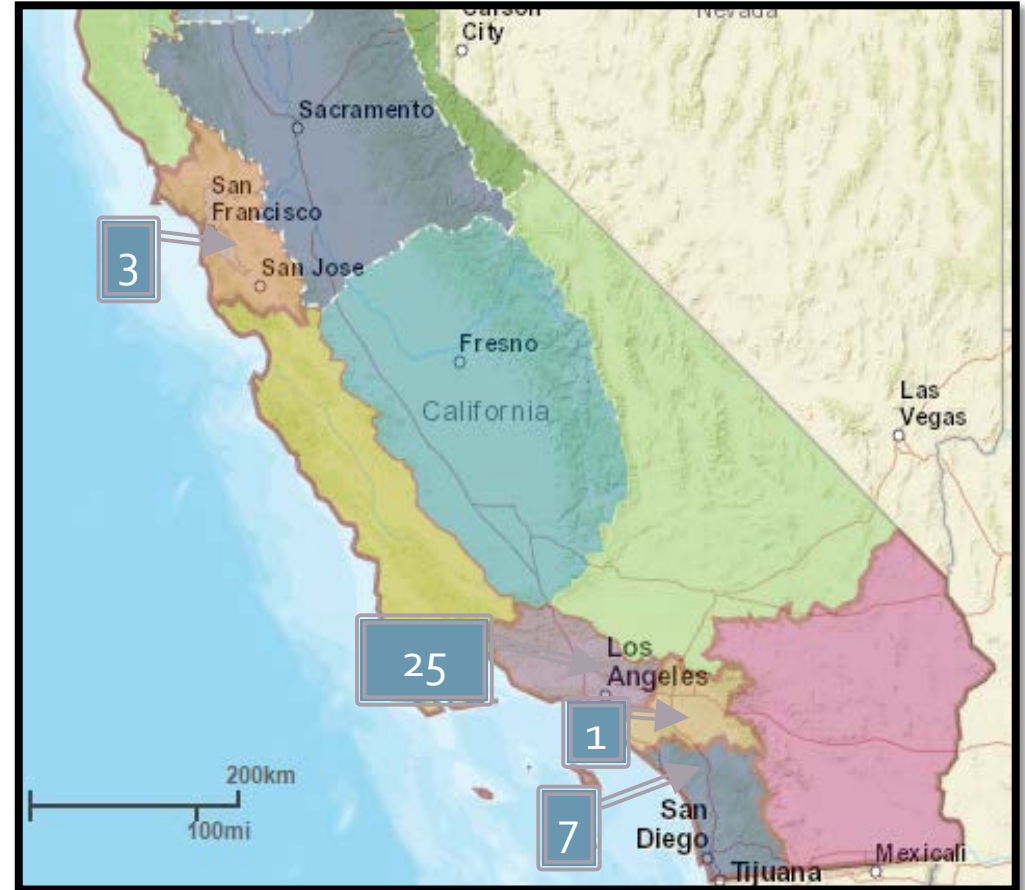 Carson
City
Nevada
Sacramento
San
Francisco
3
San Jose
Fresno
California
Las
Vegas
25
Los
Angeles
1
200km
100mi
7
San
Diego
Tijuana
Mexicali